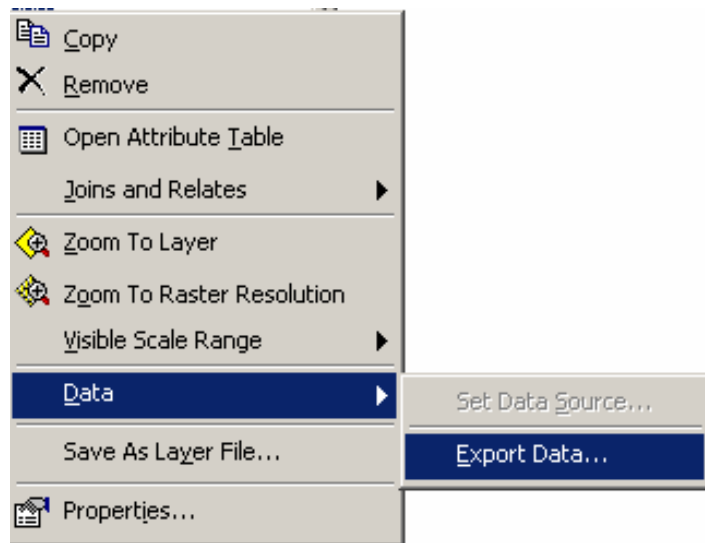 Copy
Remove
Open Attribute Table
Joins and Relates
Zoom To Layer
Zoom To Raster Resolution
Visible Scale Range
Data
Set Data Source...
Export Data...
Save As Layer File...
Properties...